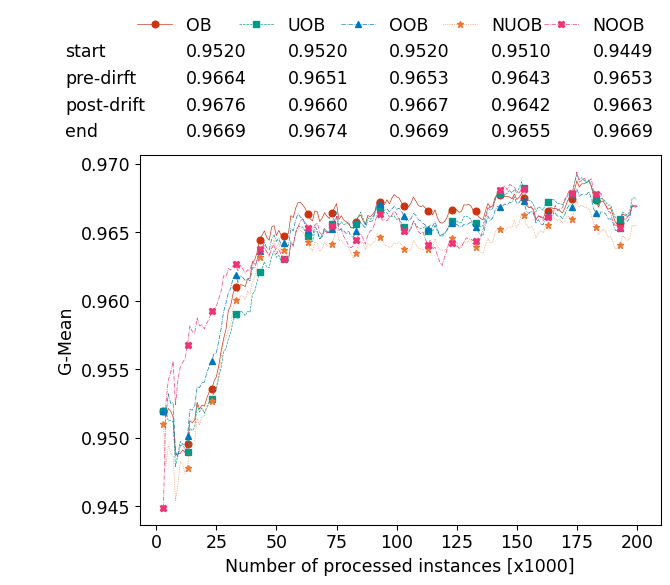 OB UOB OOB NUOB NOOB
start 0.9520 0.9520 0.9520 0.9510 0.9449
pre-dirft 0.9664 0.9651 0.9653 0.9643 0.9653
post-drift 0.9676 0.9660 0.9667 0.9642 0.9663
end 0.9669 0.9674 0.9669 0.9655 0.9669
0.970
0.965
0.960
0.955
0.950
0.945
G-Mean
0 25 50 75 100 125 150 175 200
Number of processed instances [x1000]